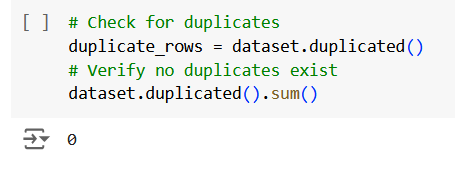 [ ] # Check for duplicates
duplicate_rows = dataset.duplicated()
# Verify no duplicates exist
dataset.duplicated().sum()
0